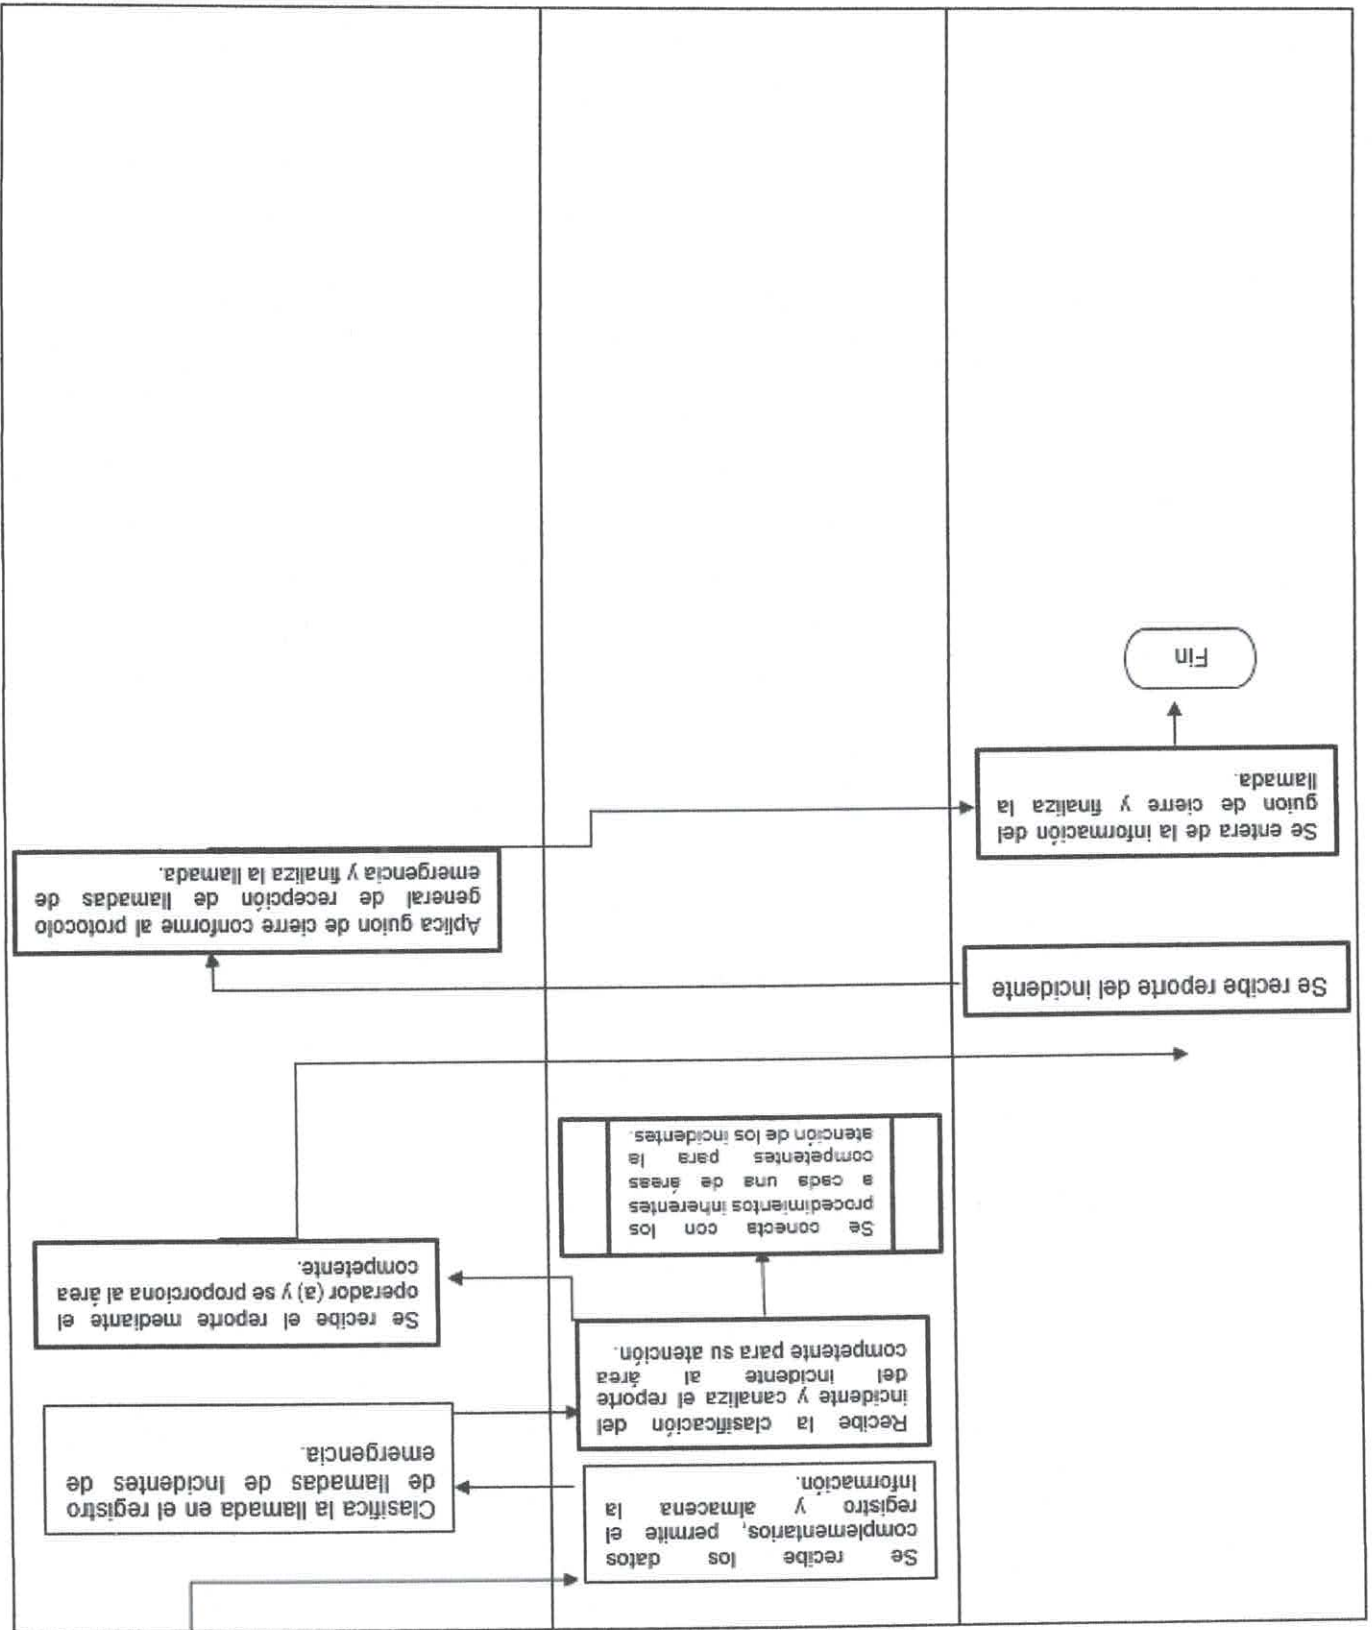 Se recibe los datos
complementarios, permite el
registro y almacena la
Información.
Clasifica la llamada en el registro
de llamadas de Incidentes de
emergencia.
Recibe la clasificación del
incidente y canaliza el reporte
del incidente al área
competente para su atención.
Se recibe el reporte mediante el
operador (a) y se proporciona al área
competente.
Se conecta con los
procedimientos inherentes
a cada una de áreas
competentes para la
atención de los incidentes.
Se recibe reporte del incidente
Aplica guion de cierre conforme al protocolo
general de recepción de llamadas de
emergencia y finaliza la llamada.
Se entera de la información del
guion de cierre y finaliza la
llamada.
Fin